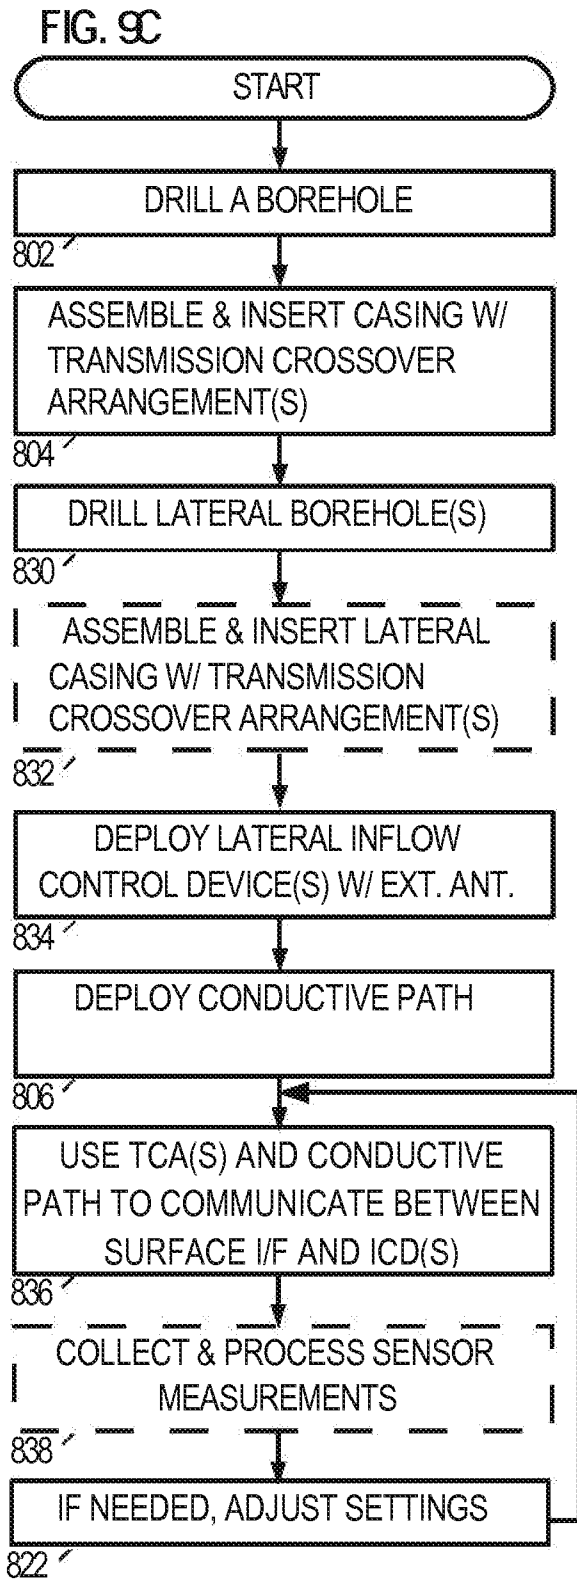 FIG. 9C
START
DRILL A BOREHOLE
802
ASSEMBLE & INSERT CASING W/
TRANSMISSION CROSSOVER
ARRANGEMENT(S)
804
DRILL LATERAL BOREHOLE(S)
830
ASSEMBLE & INSERT LATERAL
CASING W/ TRANSMISSION
CROSSOVER ARRANGEMENT(S)
832
DEPLOY LATERAL INFLOW
CONTROL DEVICE(S) W/ EXT. ANT.
834
DEPLOY CONDUCTIVE PATH
806
USE TCA(S) AND CONDUCTIVE
PATH TO COMMUNICATE BETWEEN
SURFACE I/F AND ICD(S)
836
COLLECT & PROCESS SENSOR
MEASUREMENTS
838
IF NEEDED, ADJUST SETTINGS
822